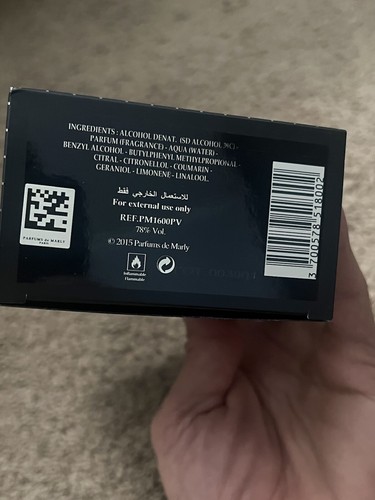 INGREDIENTS : ALCOHOL DENAT. (SD ALCOHOL
PARFUM (FRAGRANCE) - AQUA (WATER) -
BENZYL ALCOHOL - BUTYLPHENYL METHYLPROPIONAL -
CITRAL - CITRONELLOL - COUMARIN -
GERANIOL - LIMONENE - LINALOOL.
للاستعمال الخارجي فقط
For external use only
REF.PM1600PV
78% Vol.
© 2015 Parfums de Marly
Inflammable
Flammable
PARFUMS de MARLY
PARIS
3 700578 518002